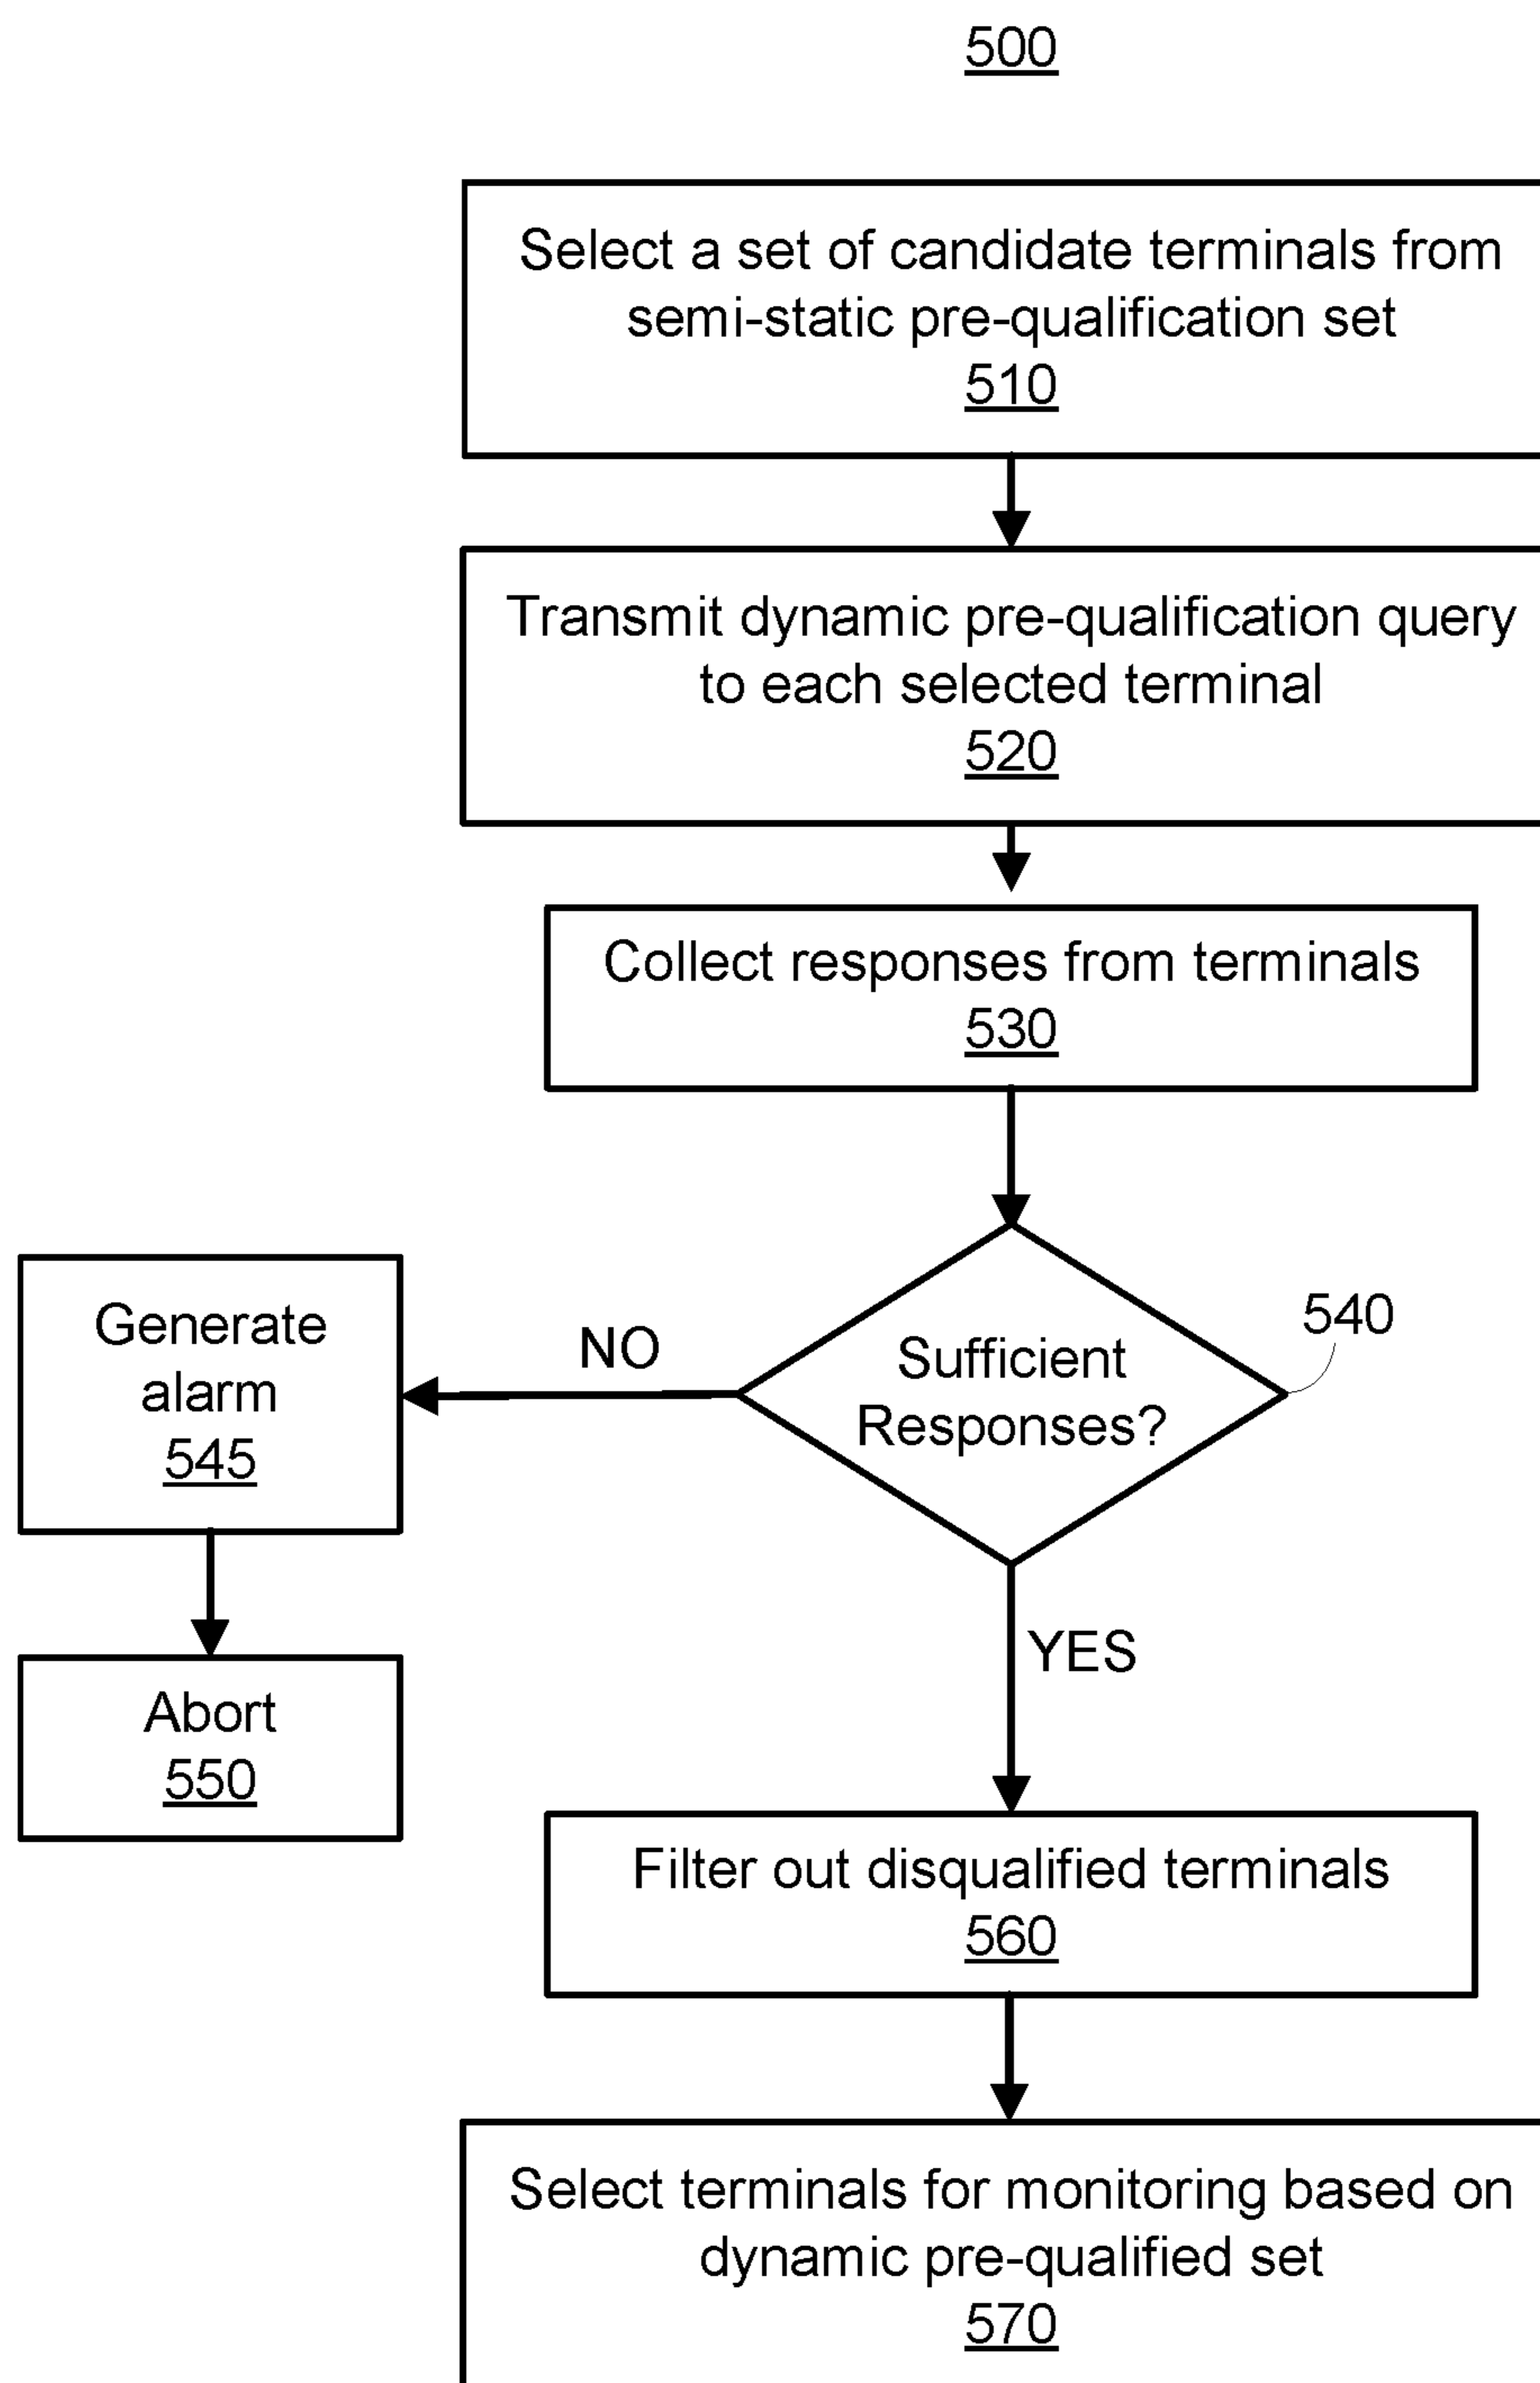 500
Select a set of candidate terminals from
semi-static pre-qualification set
510
Transmit dynamic pre-qualification query
to each selected terminal
520
Collect responses from terminals
530
540
Sufficient
Responses?
NO
Generate
alarm
545
Abort
550
YES
Filter out disqualified terminals
560
Select terminals for monitoring based on
dynamic pre-qualified set
570